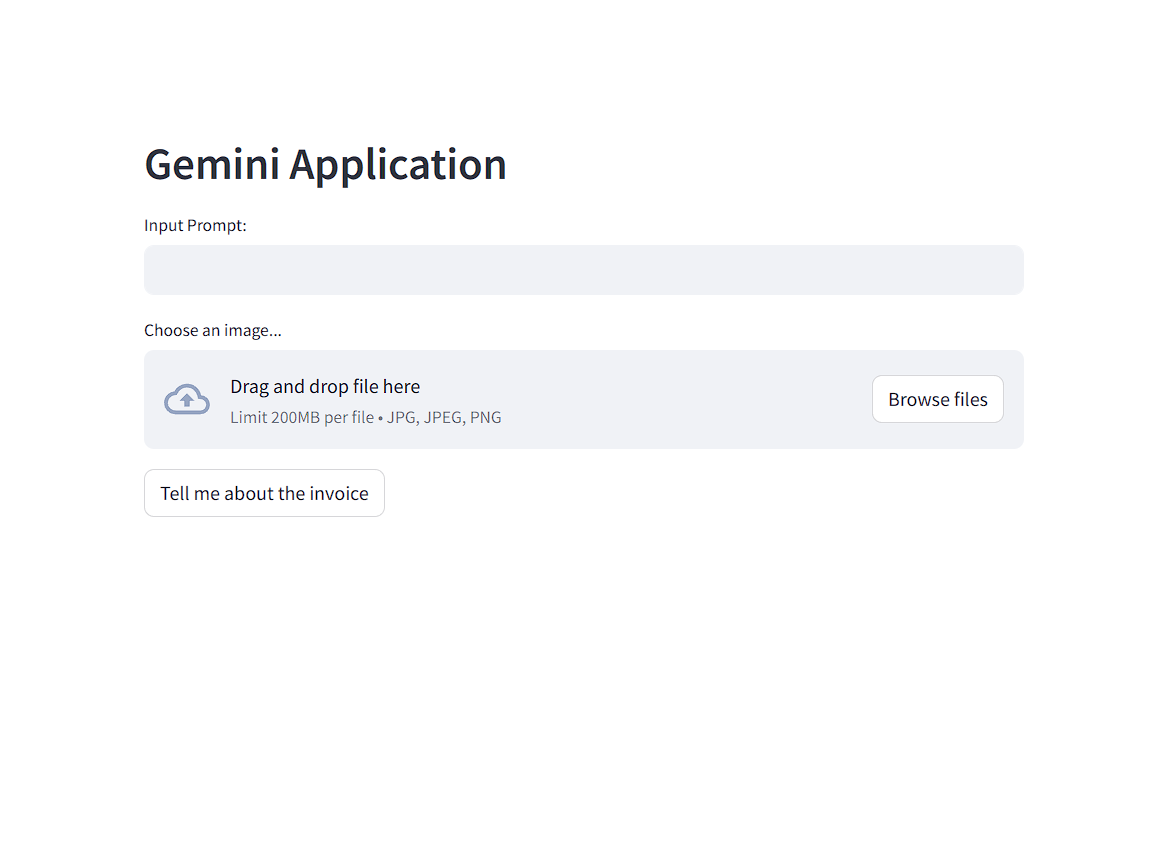 Gemini Application
Input Prompt:
Choose an image...
Drag and drop file here
Limit 200MB per file • JPG, JPEG, PNG
Browse files
Tell me about the invoice